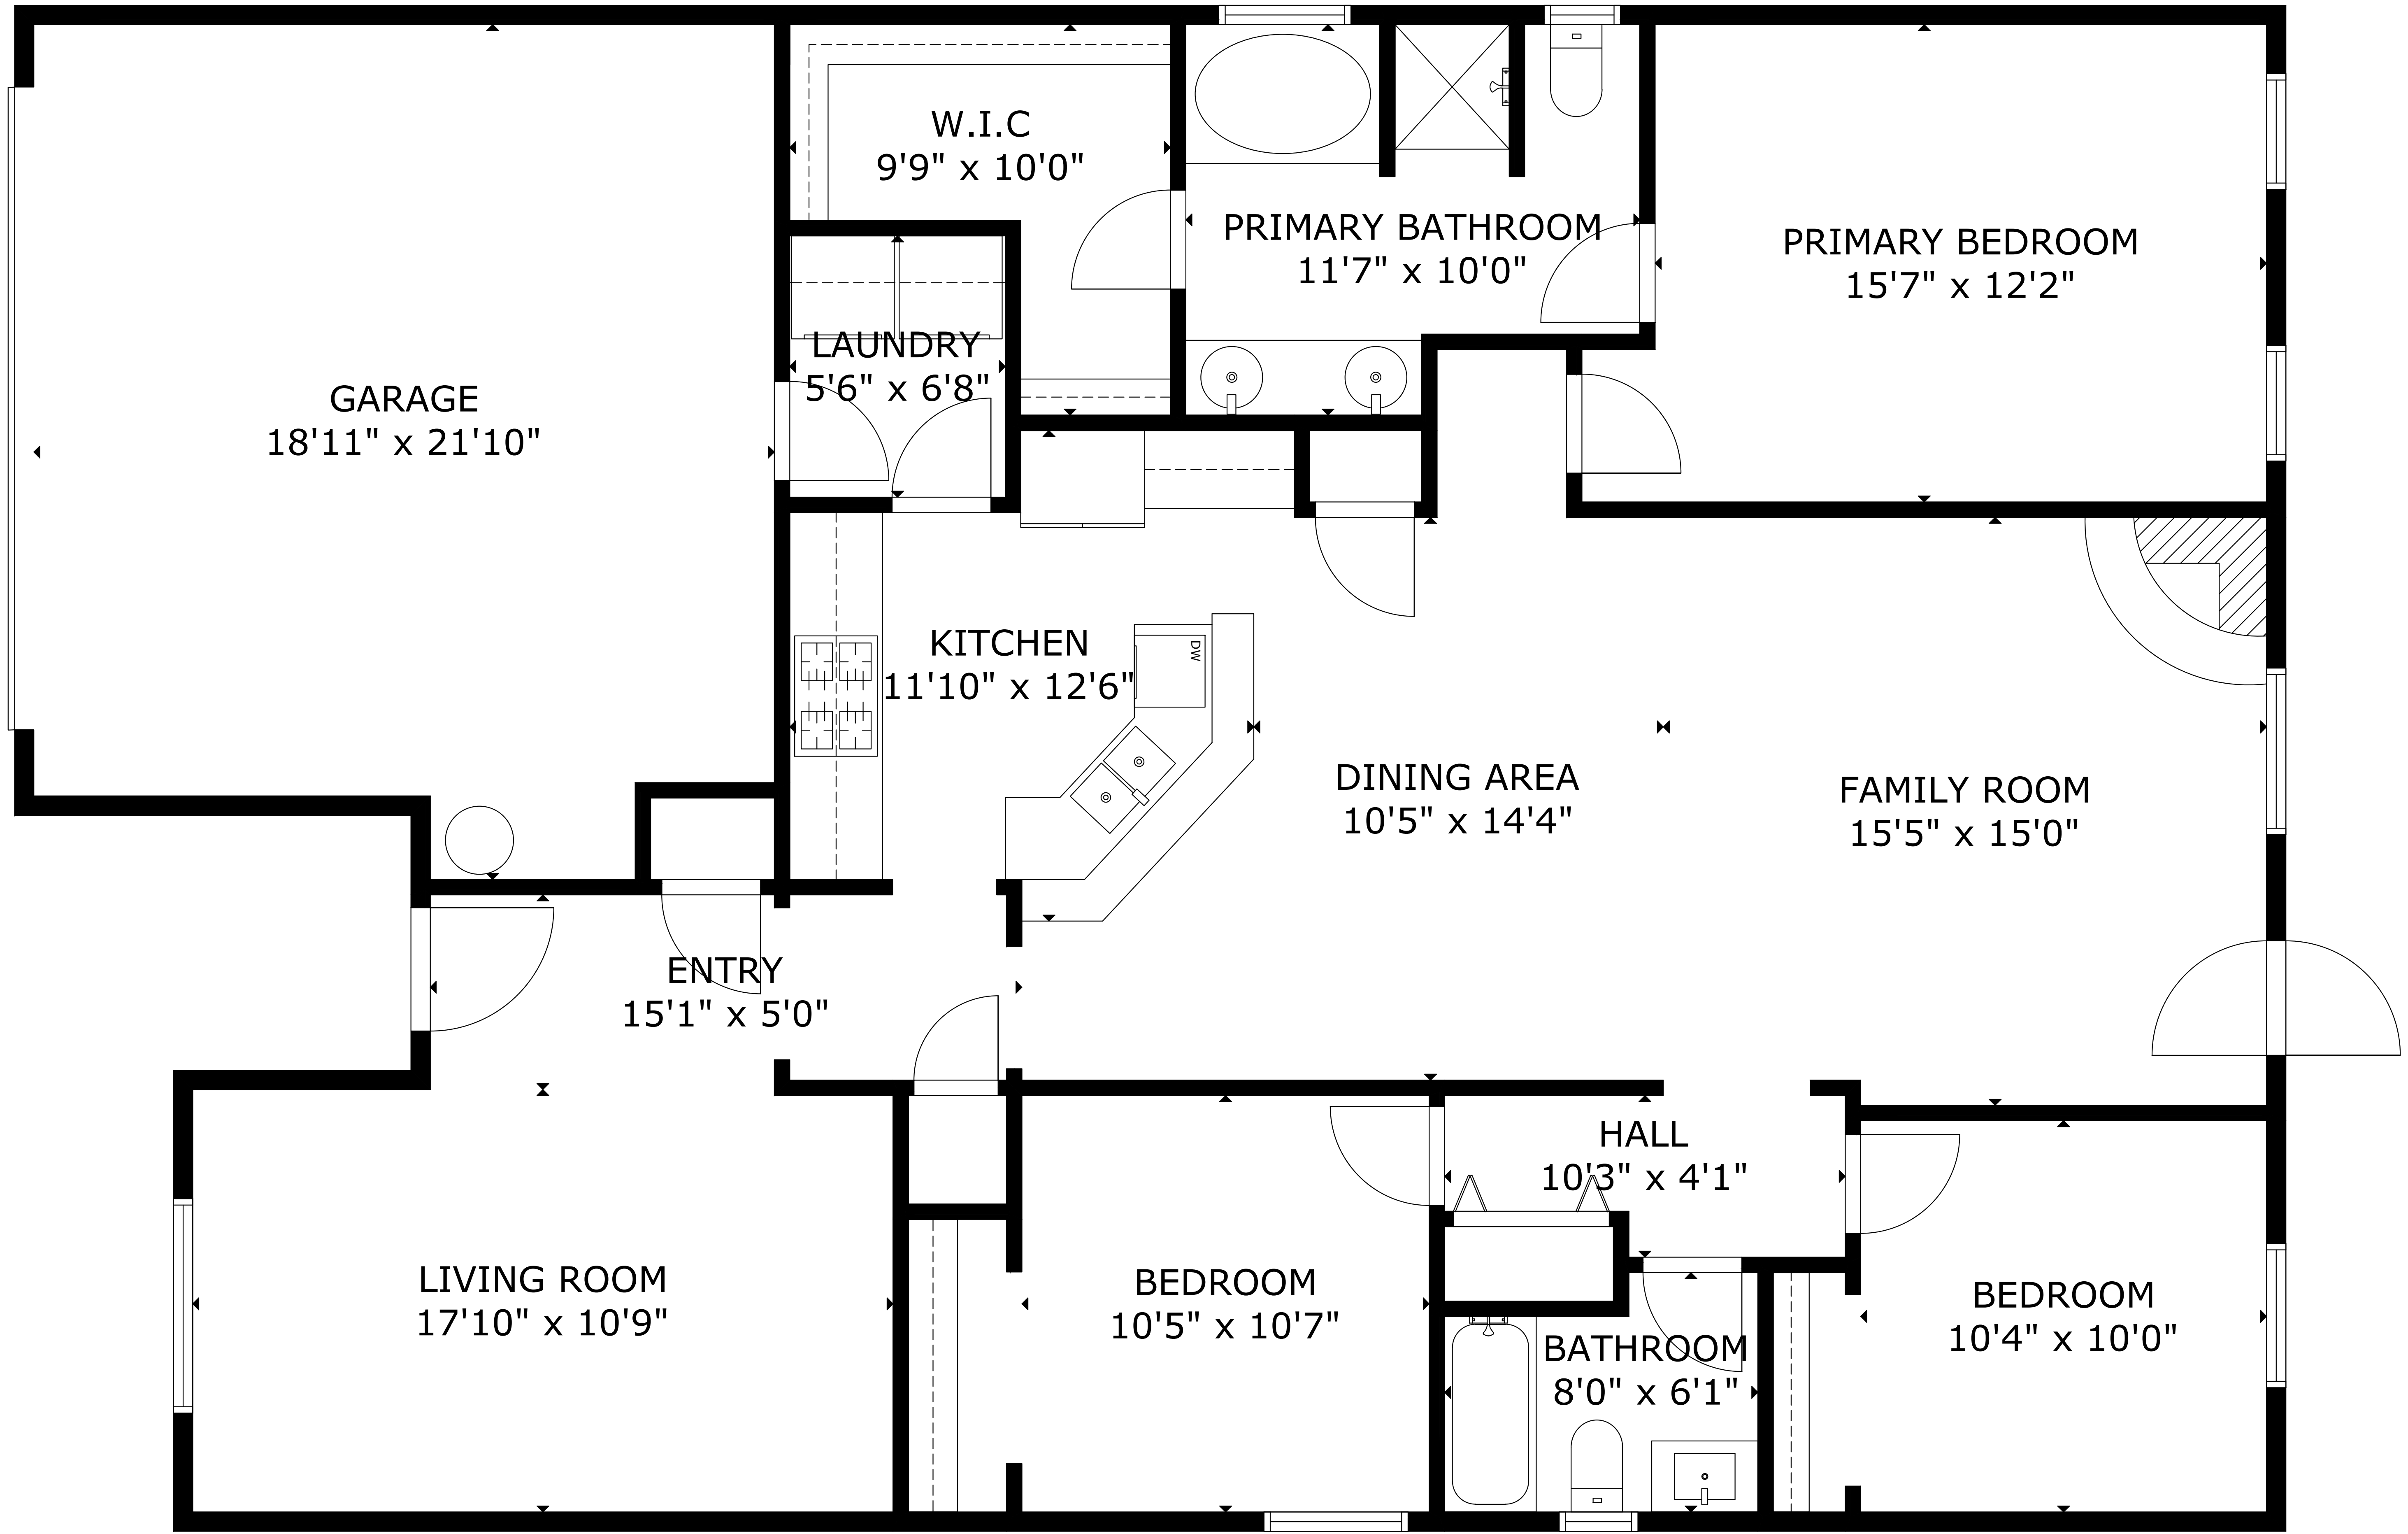 W.I.C
9'9" x 10'0"
PRIMARY BATHROOM
11'7" x 10'0"
PRIMARY BEDROOM
15'7" x 12'2"
LAUNDRY
5'6" x 6'8"
GARAGE
18'11" x 21'10"
KITCHEN
11'10" x 12'6"
DW
DINING AREA
10'5" x 14'4"
FAMILY ROOM
15'5" x 15'0"
ENTRY
15'1" x 5'0"
HALL
10'3" x 4'1"
LIVING ROOM
17'10" x 10'9"
BEDROOM
10'5" x 10'7"
BATHROOM
8'0" x 6'1"
BEDROOM
10'4" x 10'0"